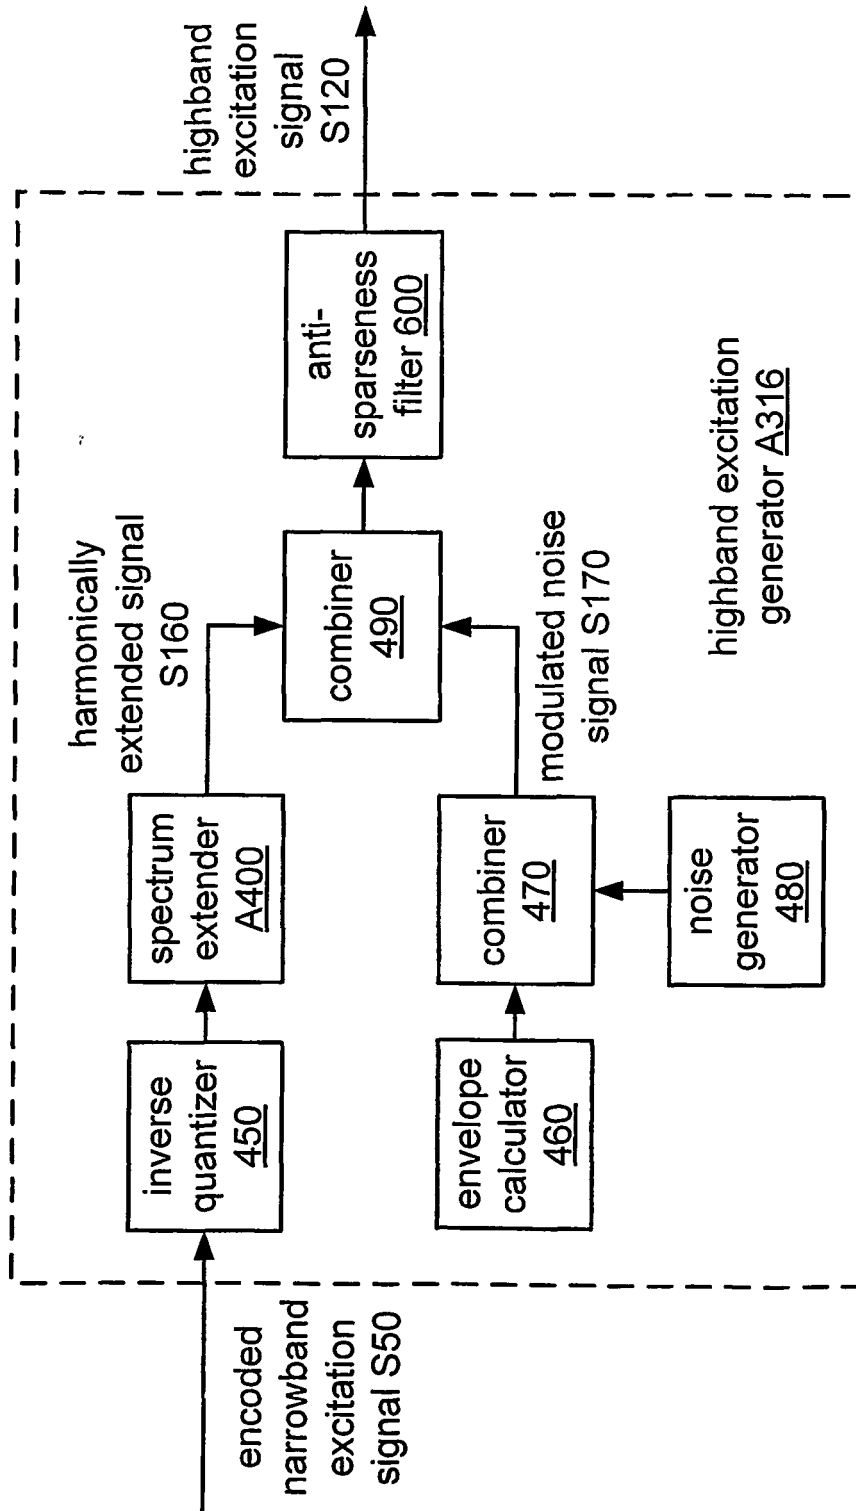 encoded
narrowband
excitation
signal S50
inverse
quantizer
450
spectrum
extender
A400
harmonically
extended signal
S160
envelope
calculator
460
combiner
470
noise
generator
480
modulated noise
signal S170
combiner
490
anti-
sparseness
filter 600
highband
excitation
signal
S120
highband excitation
generator A316